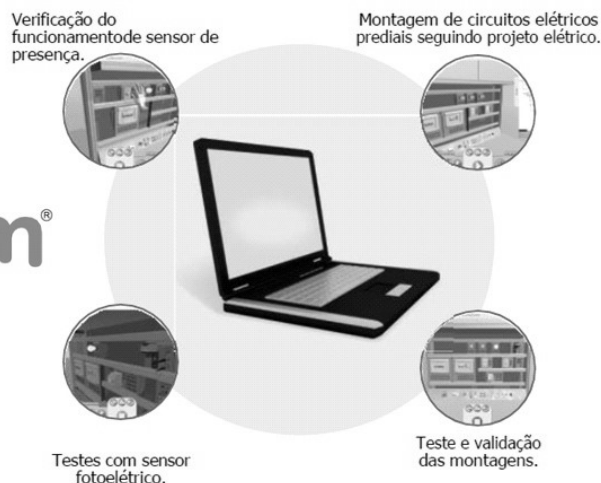 Verificação do
funcionamentode sensor de
presença.
Montagem de circuitos elétricos
prediais seguindo projeto elétrico.
m®
Testes com sensor
fotoelétrico.
Teste e validação
das montagens.